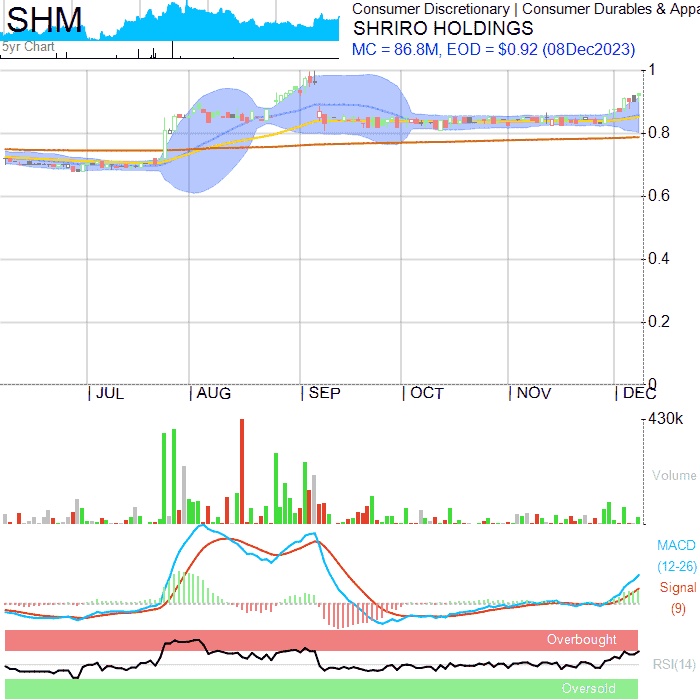 SHM
5yr Chart
Consumer Discretionary | Consumer Durables & Appa
SHRIRO HOLDINGS
MC = 86.8M, EOD = $0.92 (08Dec2023)
1
0.8
0.6
0.4
0.2
0
JUL AUG SEP OCT NOV DEC
430k
Volume
MACD
(12-26)
Signal
(9)
Overbought
RSI(14)
Oversold